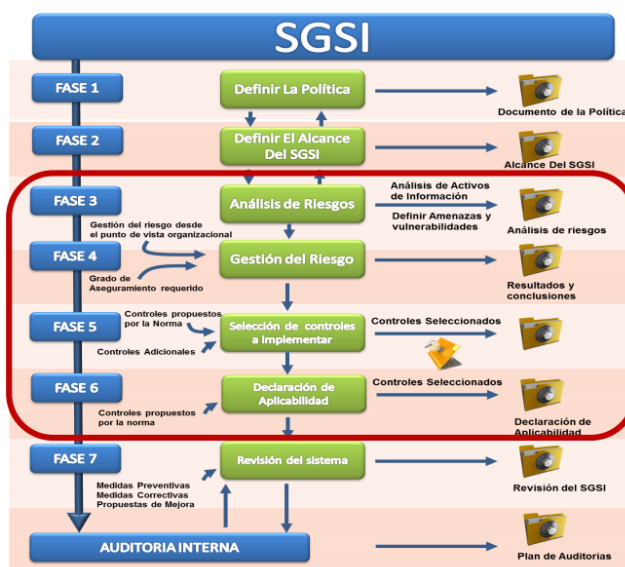 SGSI
FASE 1
Definir La Política
Documento de la Política
FASE 2
Definir El Alcance
Del SGSI
Alcance Del SGSI
FASE 3
Análisis de Riesgos
Análisis de Activos
de Información
Definir Amenazas y
vulnerabilidades
Análisis de riesgos
Gestión del riesgo desde
el punto de vista organizacional
FASE 4
Gestión del Riesgo
Grado de
Aseguramiento requerido
Resultados y
conclusiones
FASE 5
Controles propuestos
por la Norma
Selección de controles
a Implementar
Controles Seleccionados
Controles Adicionales
FASE 6
Declaración de
Aplicabilidad
Controles Seleccionados
Controles propuestos
por la norma
Declaración de
Aplicabilidad
FASE 7
Revisión del sistema
Medidas Preventivas
Medidas Correctivas
Propuestas de Mejora
Revisión del SGSI
AUDITORIA INTERNA
Plan de Auditorias